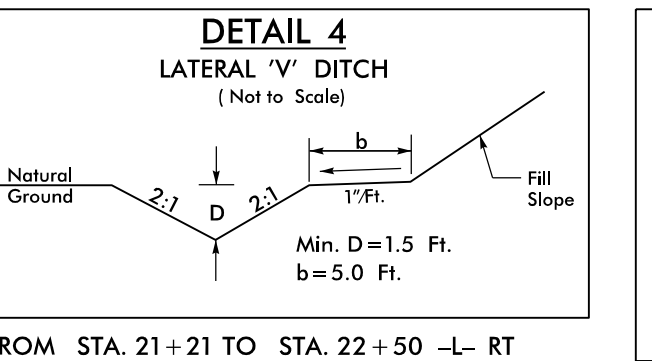 DETAIL 4
LATERAL 'V' DITCH
( Not to Scale)
b
Natural
Ground
2:1
D
2:1
1"/Ft.
Fill
Slope
Min. D=1.5 Ft.
b=5.0 Ft.
ROM STA. 21+21 TO STA. 22+50 -L- RT